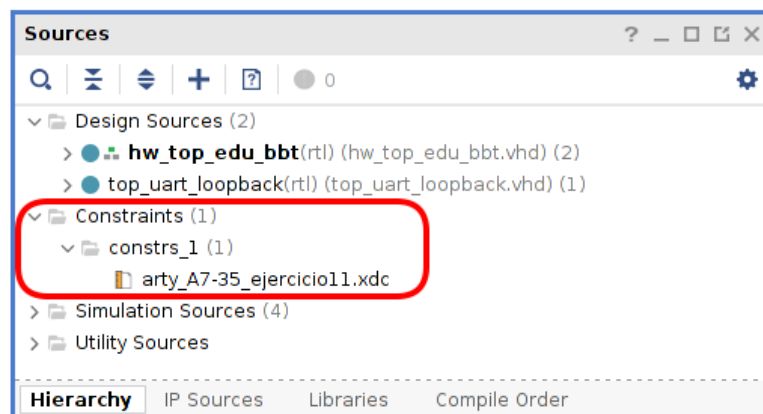 Sources
0
Design Sources (2)
hw_top_edu_bbt(rtl) (hw_top_edu_bbt.vhd) (2)
top_uart_loopback(rtl) (top_uart_loopback.vhd) (1)
Constraints (1)
constrs_1 (1)
arty_A7-35_ejercicio11.xdc
Simulation Sources (4)
Utility Sources
Hierarchy IP Sources Libraries Compile Order